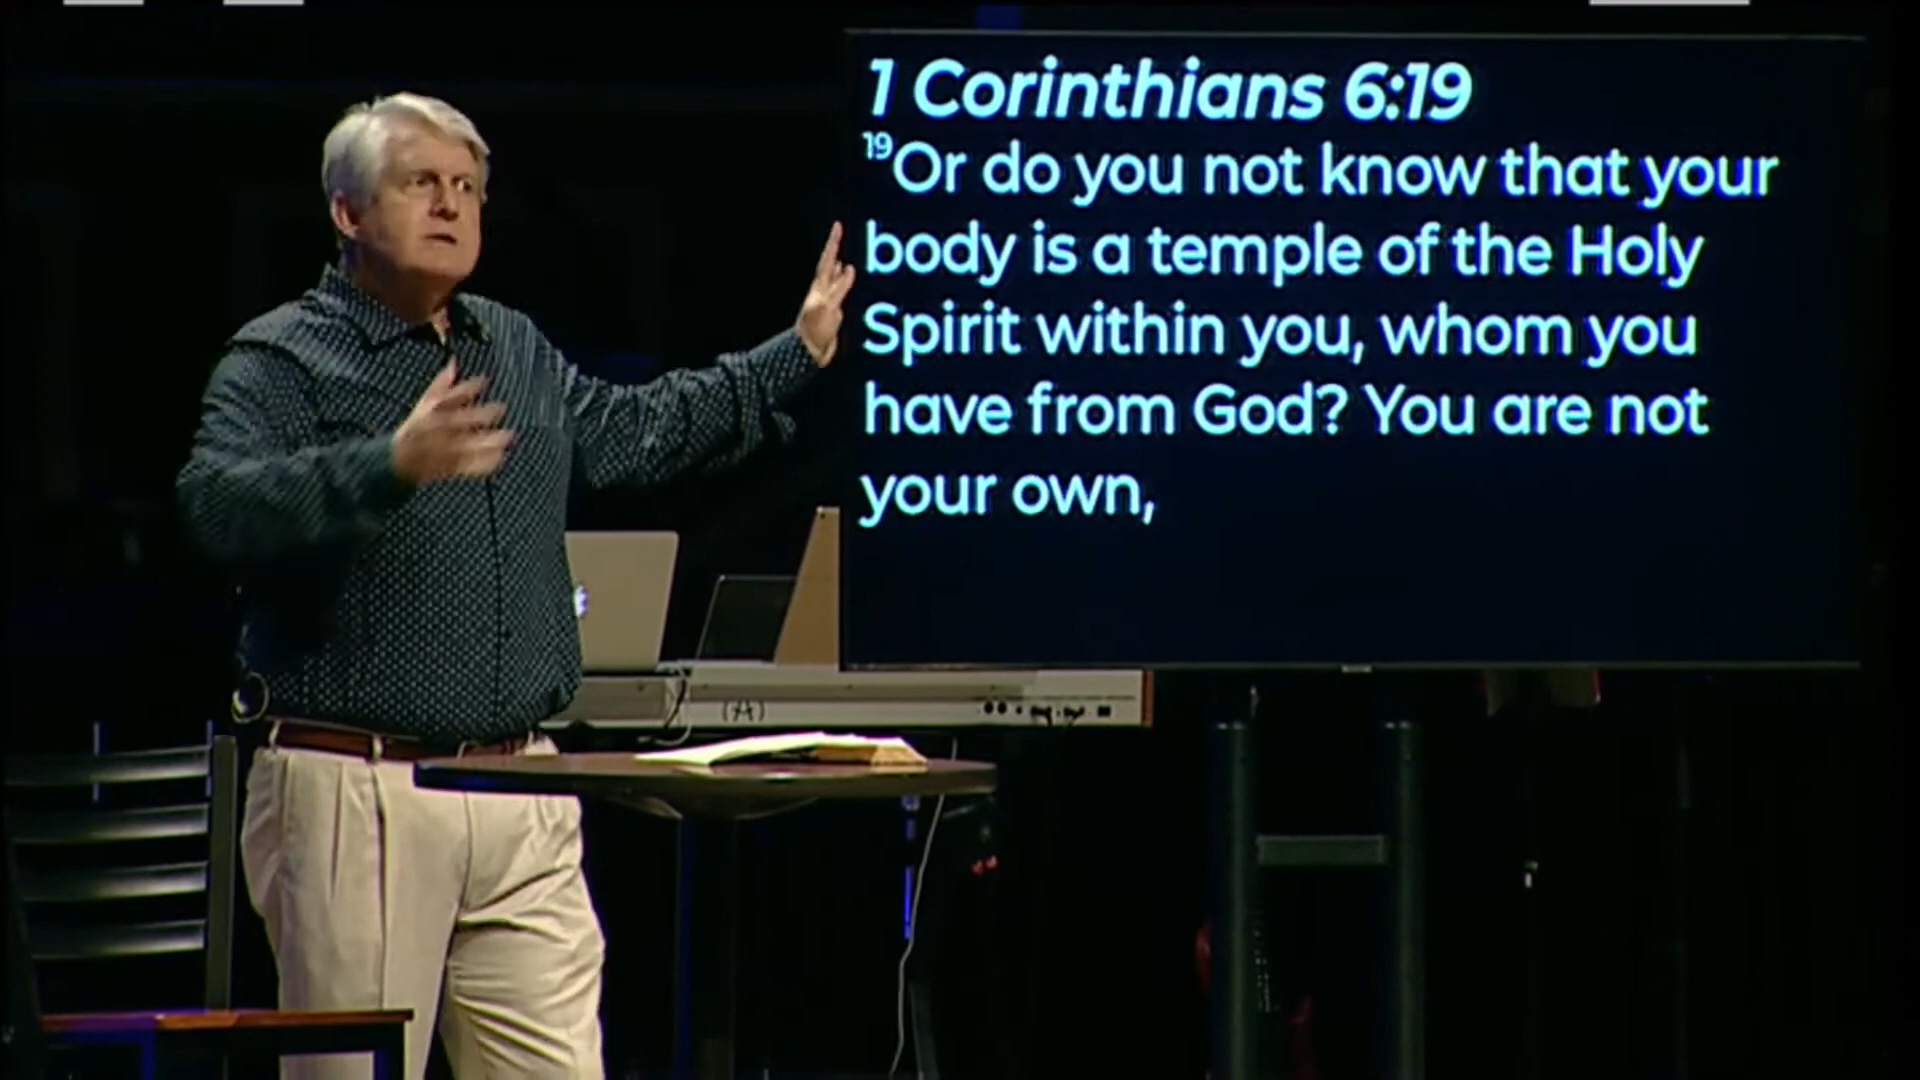 1 Corinthians 6:19
19Or do you not know that your
body is a temple of the Holy
Spirit within you, whom you
have from God? You are not
your own,
(A)